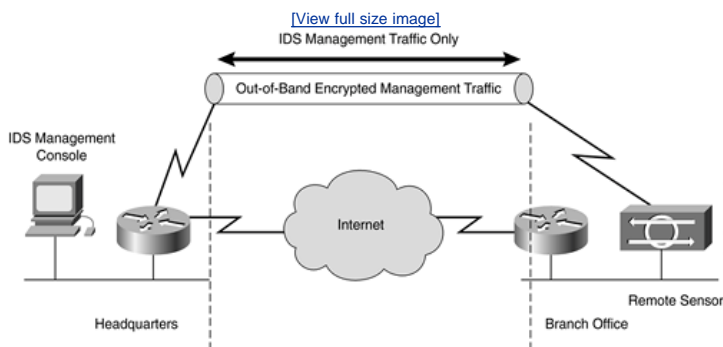 [View full size image]
IDS Management Traffic Only
Out-of-Band Encrypted Management Traffic
IDS Management
Console
Internet
Remote Sensor
Headquarters
Branch Office